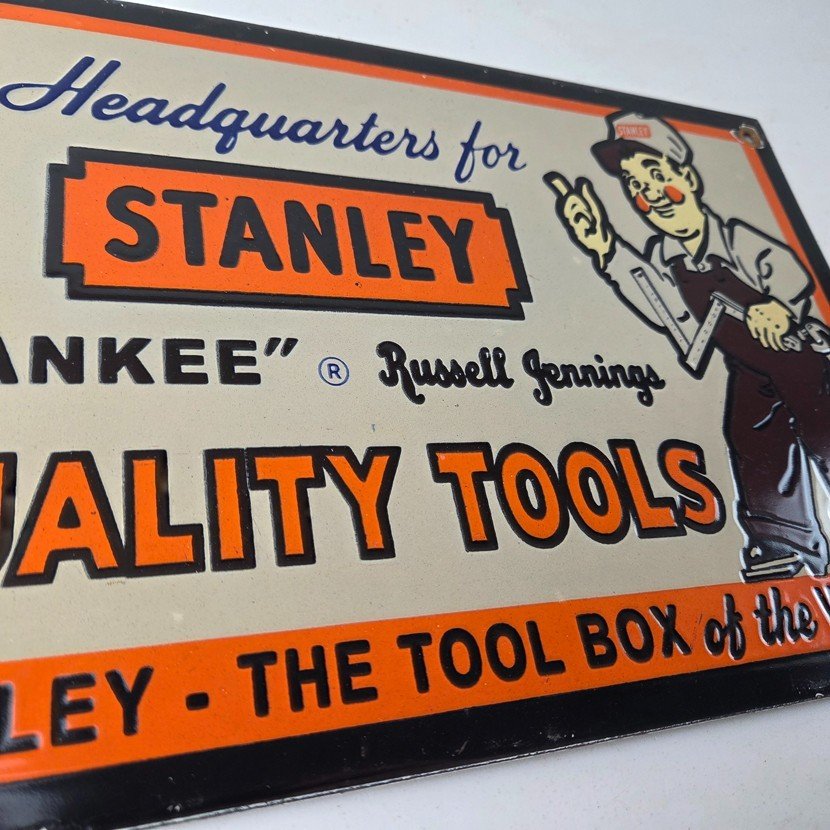 Headquarters for
STANLEY
STANLEY
ANKEE" ® Russell Jennings
UALITY TOOLS
LEY - THE TOOL BOX of the W